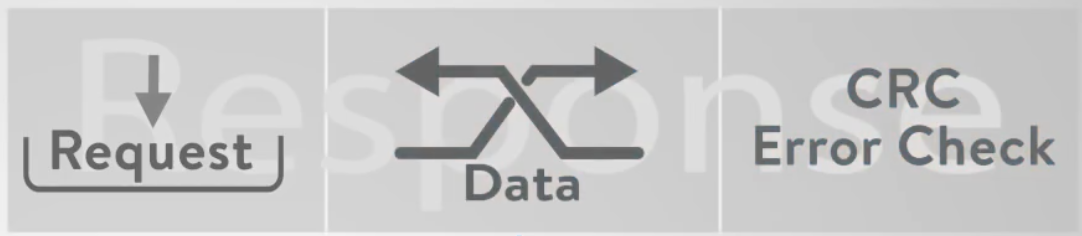 Response
Request
Data
CRC
Error Check